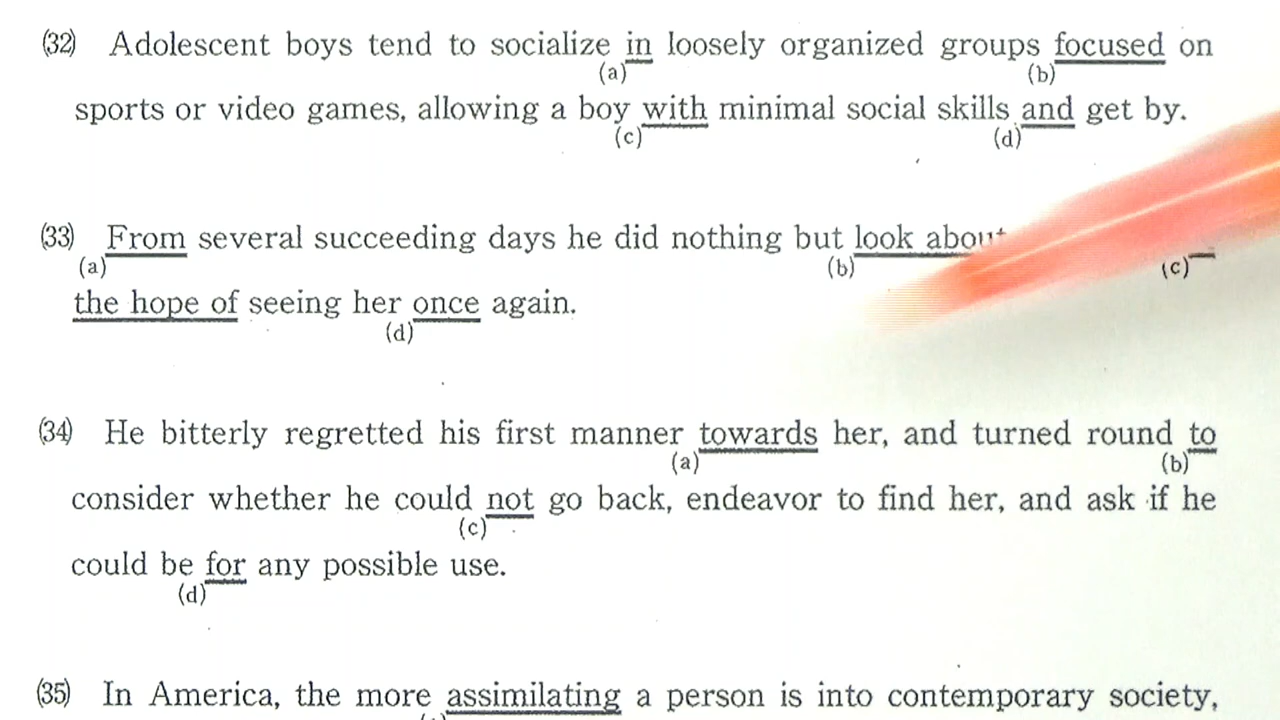 (32) Adolescent boys tend to socialize in loosely organized groups focused on
(a) (b)
sports or video games, allowing a boy with minimal social skills and get by.
(c) (d)
(33) From several succeeding days he did nothing but look about
(a) (b) (c)
the hope of seeing her once again.
(d)
(34) He bitterly regretted his first manner towards her, and turned round to
(a) (b)
consider whether he could not go back, endeavor to find her, and ask if he
(c)
could be for any possible use.
(d)
(35) In America, the more assimilating a person is into contemporary society,